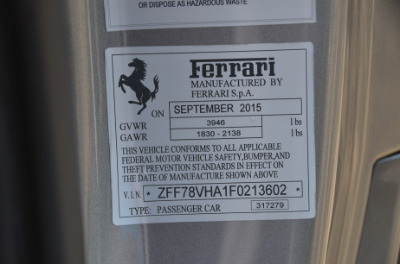 OR DISPOSE AS HAZARDOUS WASTE
Ferrari
MANUFACTURED BY
FERRARI S.p.A.
ON SEPTEMBER 2015
GVWR 3946 lbs
GAWR 1830 - 2138 lbs
THIS VEHICLE CONFORMS TO ALL APPLICABLE
FEDERAL MOTOR VEHICLE SAFETY, BUMPER, AND
THEFT PREVENTION STANDARDS IN EFFECT ON
THE DATE OF MANUFACTURE SHOWN ABOVE
V.I.N. * ZFF78VHA1F0213602 *
TYPE: PASSENGER CAR 317279